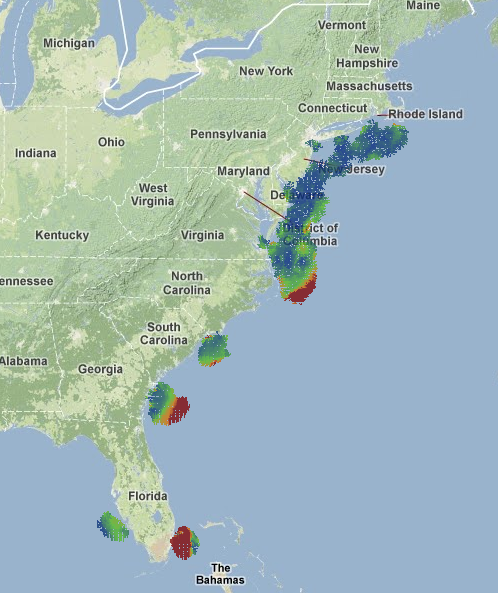 Maine
Vermont
Michigan
New
Hampshire
New York
Massachusetts
Connecticut
Rhode Island
Pennsylvania
Ohio
Indiana
Maryland
New Jersey
West
Virginia
Delaware
District of
Columbia
Kentucky
Virginia
ennessee
North
Carolina
South
Carolina
Alabama
Georgia
Florida
The
Bahamas